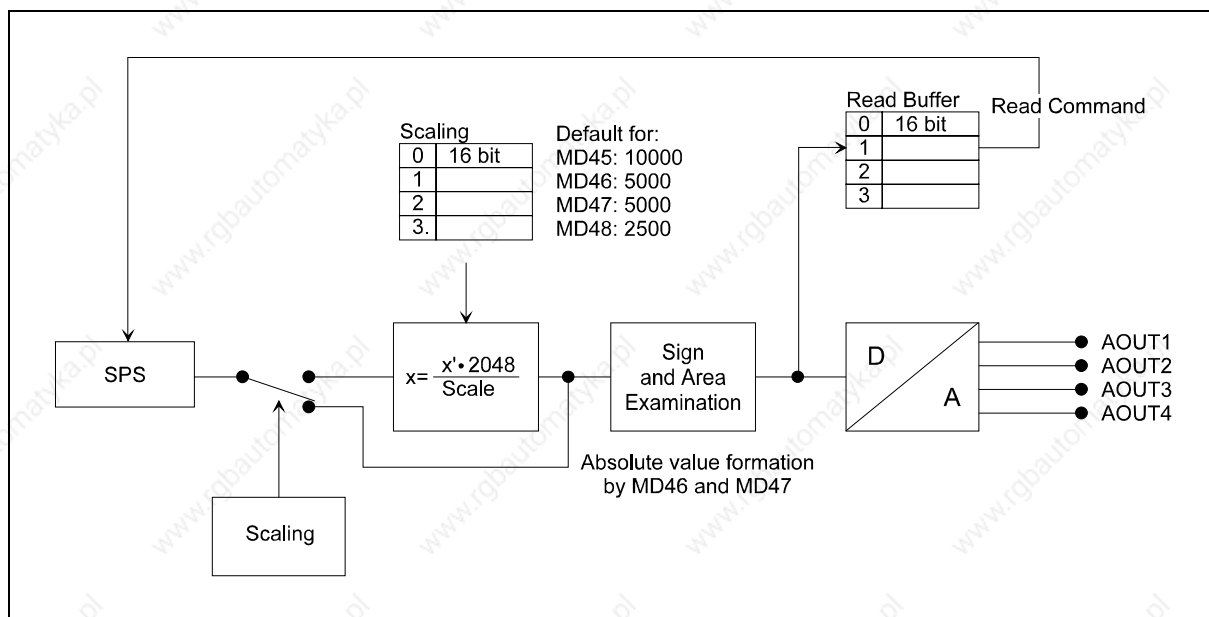 Read Buffer
0 16 bit
1
2
3
Read Command
Scaling
0 16 bit
1
2
3.
Default for:
MD45: 10000
MD46: 5000
MD47: 5000
MD48: 2500
SPS
x= x'• 2048
Scale
Sign
and Area
Examination
D
A
AOUT1
AOUT2
AOUT3
AOUT4
Absolute value formation
by MD46 and MD47
Scaling
www.rgbautomatyka.pl